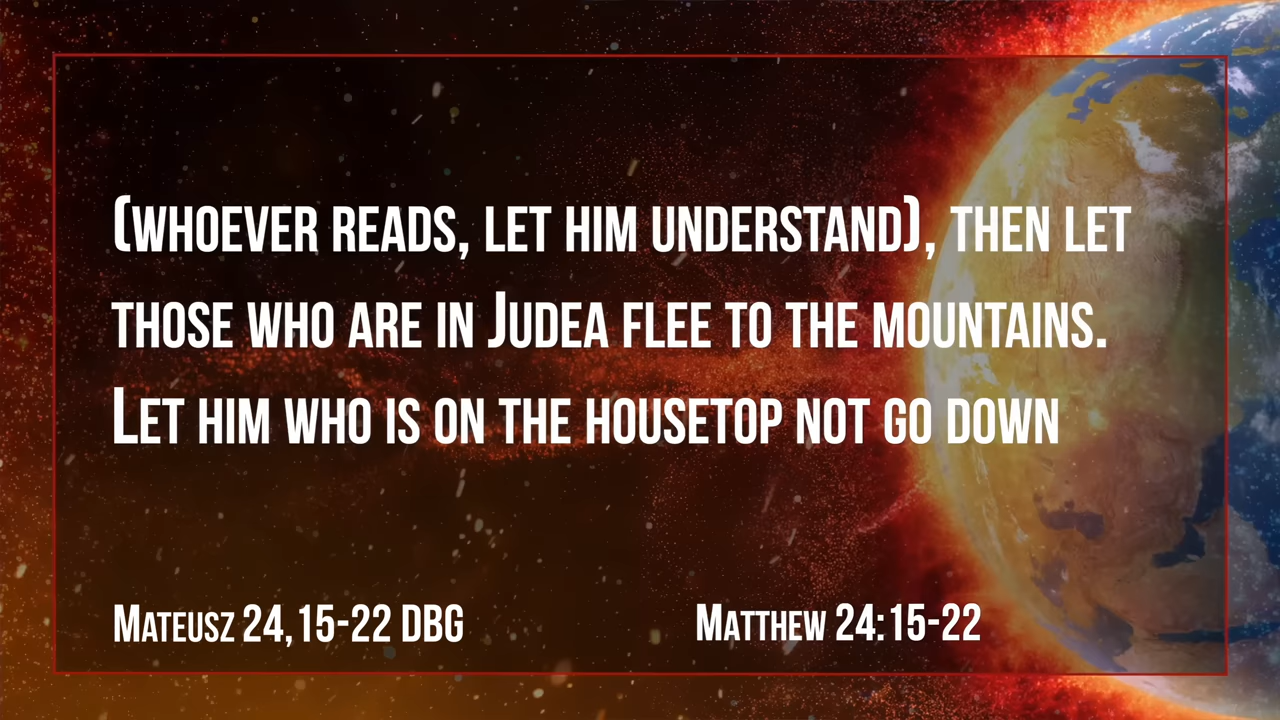 (whoever reads, let him understand), then let
those who are in Judea flee to the mountains.
Let him who is on the housetop not go down
Mateusz 24,15-22 DBG
Matthew 24:15-22